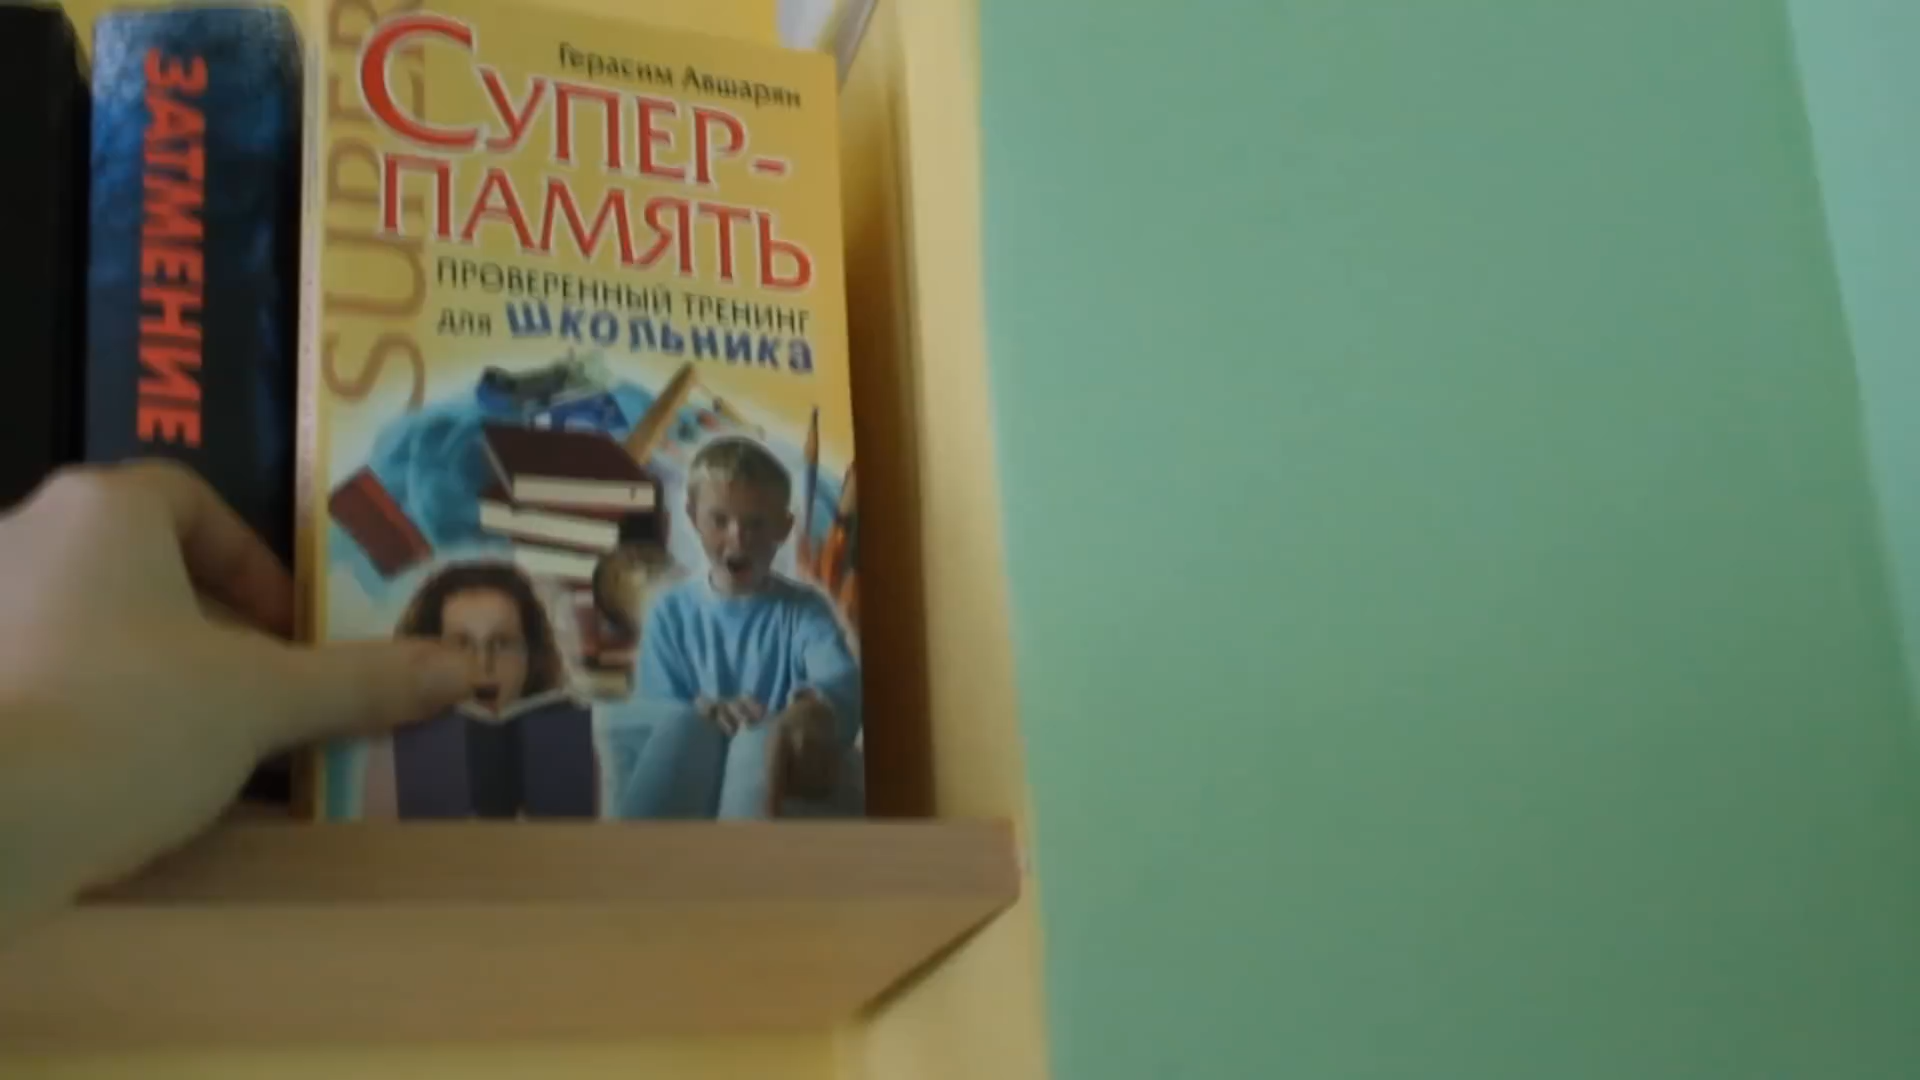 ЗАТМЕНИЕ
SUPER
Герасим Авшарян
СУПЕР-
ПАМЯТЬ
ПРОВЕРЕННЫЙ ТРЕНИНГ
для школьника